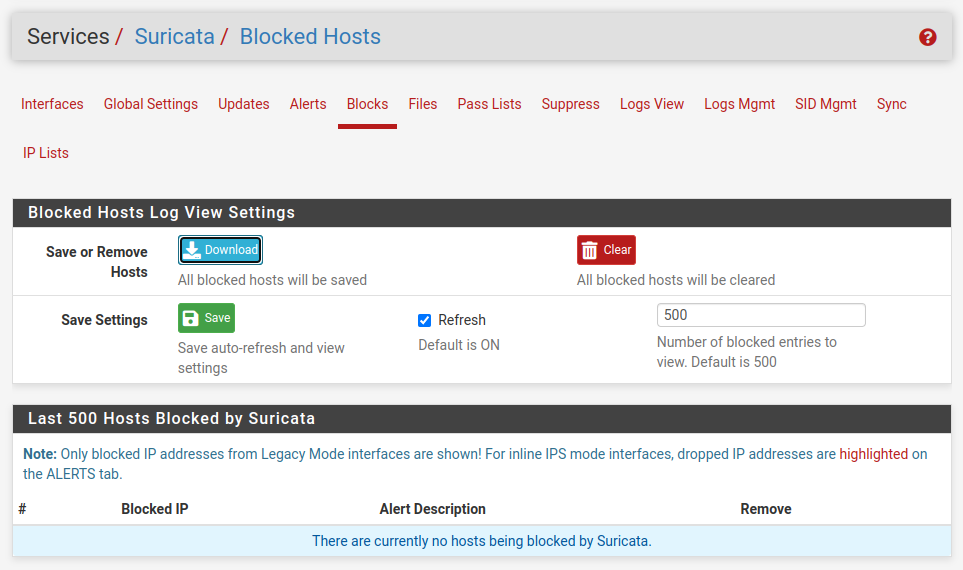 Services / Suricata / Blocked Hosts
?
Interfaces Global Settings Updates Alerts Blocks Files Pass Lists Suppress Logs View Logs Mgmt SID Mgmt Sync
IP Lists
Blocked Hosts Log View Settings
Save or Remove
Hosts
Download
All blocked hosts will be saved
Clear
All blocked hosts will be cleared
Save Settings
Save
Save auto-refresh and view
settings
Refresh
Default is ON
500
Number of blocked entries to
view. Default is 500
Last 500 Hosts Blocked by Suricata
Note: Only blocked IP addresses from Legacy Mode interfaces are shown! For inline IPS mode interfaces, dropped IP addresses are highlighted on
the ALERTS tab.
# Blocked IP Alert Description Remove
There are currently no hosts being blocked by Suricata.